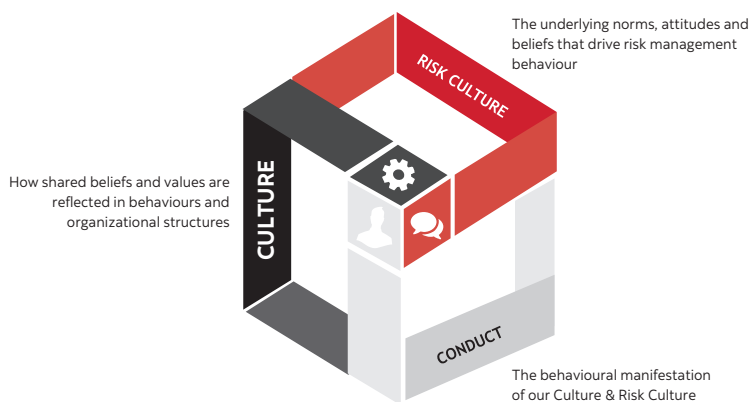 The underlying norms, attitudes and
beliefs that drive risk management
behaviour
RISK CULTURE
How shared beliefs and values are
reflected in behaviours and
organizational structures
CULTURE
CONDUCT
The behavioural manifestation
of our Culture & Risk Culture